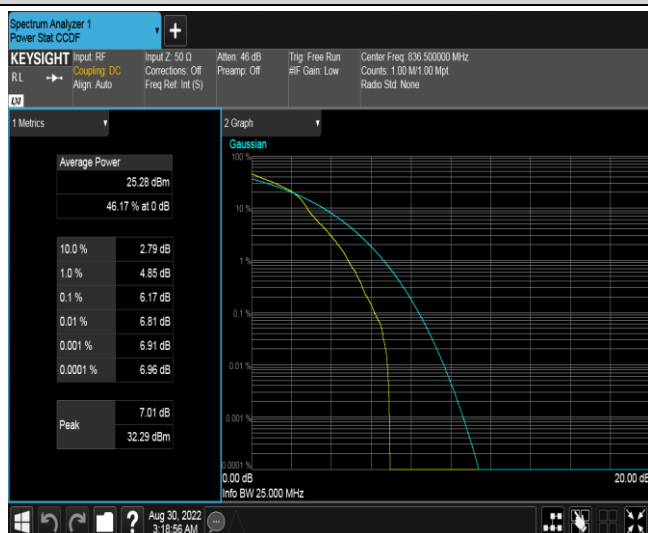 Spectrum Analyzer 1
Power Stat CCDF
+
KEYSIGHT
RL
LXI
Input: RF
Coupling: DC
Align: Auto
Input Z: 50 Ω
Corrections: Off
Freq Ref: Int (S)
Atten: 46 dB
Preamp: Off
Trig: Free Run
#IF Gain: Low
Center Freq: 836.500000 MHz
Counts: 1.00 M/1.00 Mpt
Radio Std: None
1 Metrics
Average Power
25.28 dBm
46.17 % at 0 dB
10.0 % 2.79 dB
1.0 % 4.85 dB
0.1 % 6.17 dB
0.01 % 6.81 dB
0.001 % 6.91 dB
0.0001 % 6.96 dB
Peak
7.01 dB
32.29 dBm
2 Graph
Gaussian
100 %
10 %
1 %
0.1 %
0.01 %
0.001 %
0.0001 %
0.00 dB 20.00 dB
Info BW 25.000 MHz
?
Aug 30, 2022
3:18:56 AM